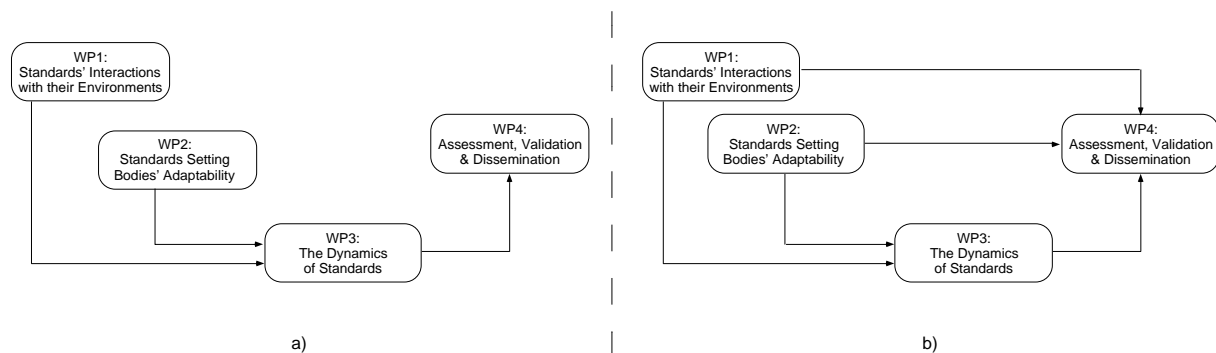 WP1:
Standards’ Interactions
with their Environments
WP2:
Standards Setting
Bodies’ Adaptability
WP4:
Assessment, Validation
& Dissemination
WP3:
The Dynamics
of Standards
a)
WP1:
Standards’ Interactions
with their Environments
WP2:
Standards Setting
Bodies’ Adaptability
WP4:
Assessment, Validation
& Dissemination
WP3:
The Dynamics
of Standards
b)